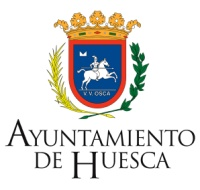 V V OSCA
AYUNTAMIENTO
DE HUESCA